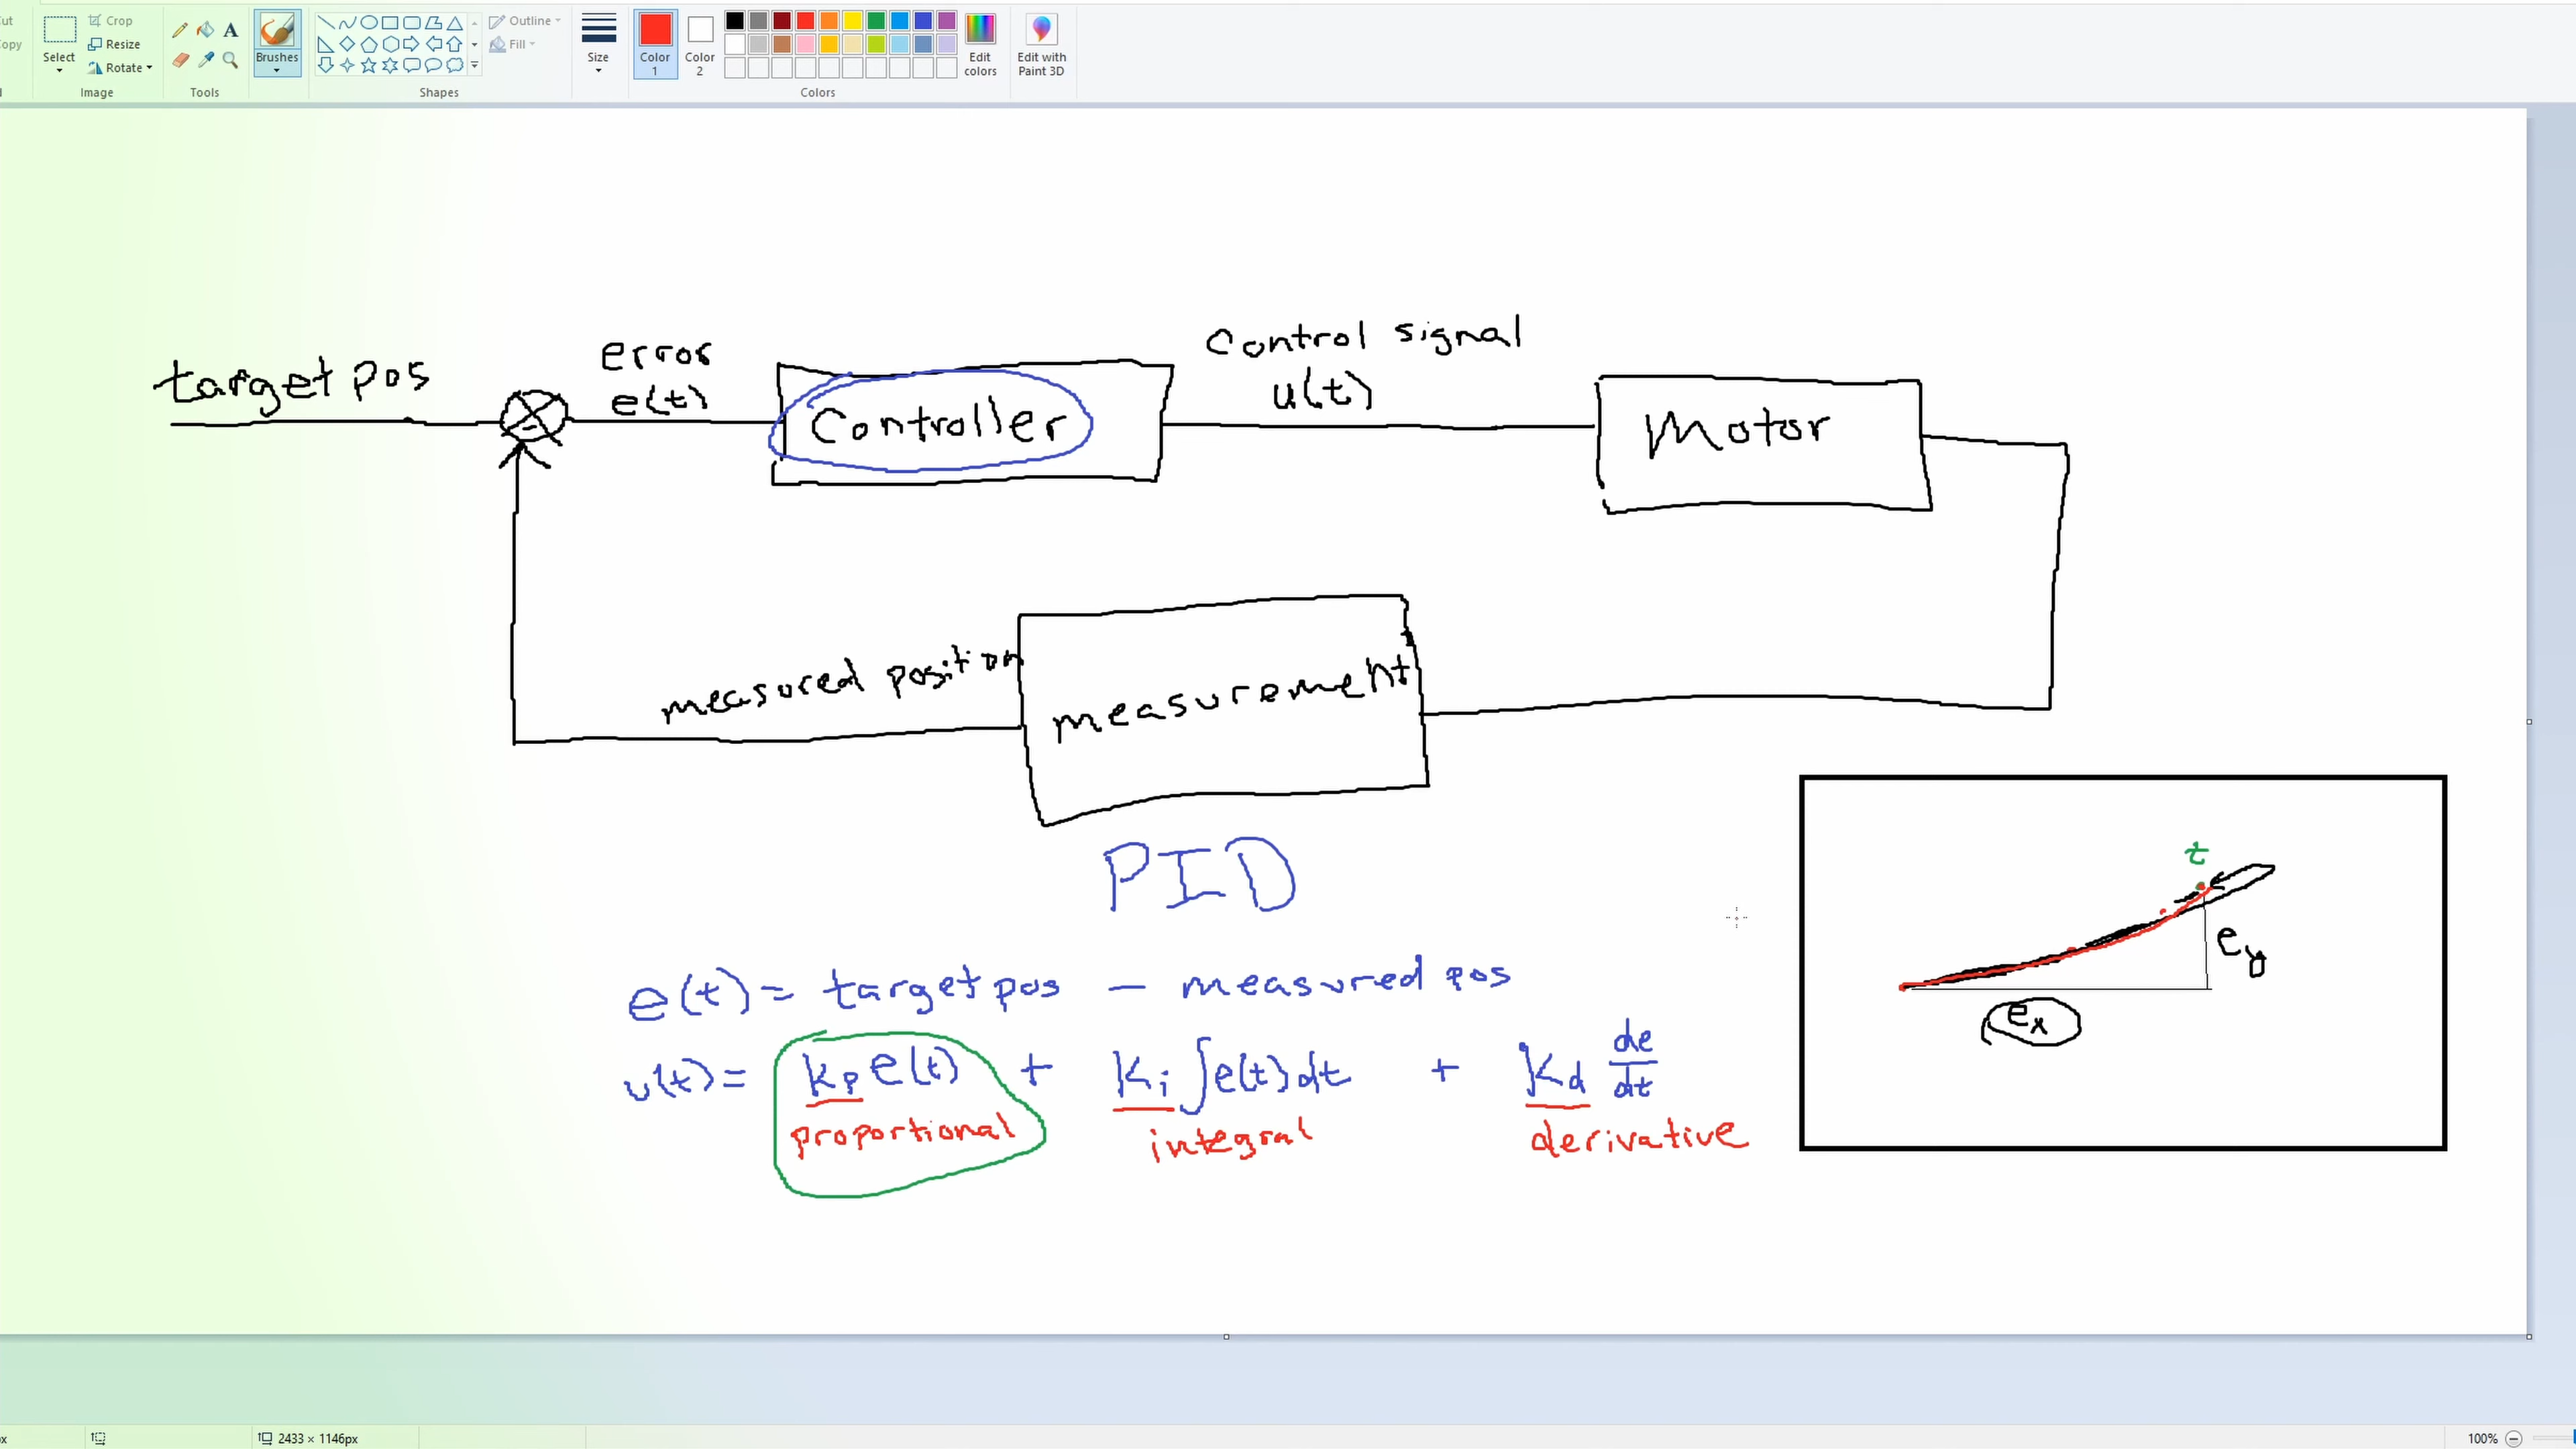 Crop
Resize
Select
Rotate
Image
Tools
Brushes
Shapes
Outline
Fill
Size
Color 1
Color 2
Edit colors
Colors
Edit with Paint 3D
target pos
error
e(t)
Controller
Control signal
u(t)
Motor
measured position
measurement
PID
e(t) = target pos - measured pos
u(t) = kp e(t) + Ki ∫e(t)dt + Kd de/dt
proportional
integral
derivative
t
ey
ex
2433 × 1146px
100%